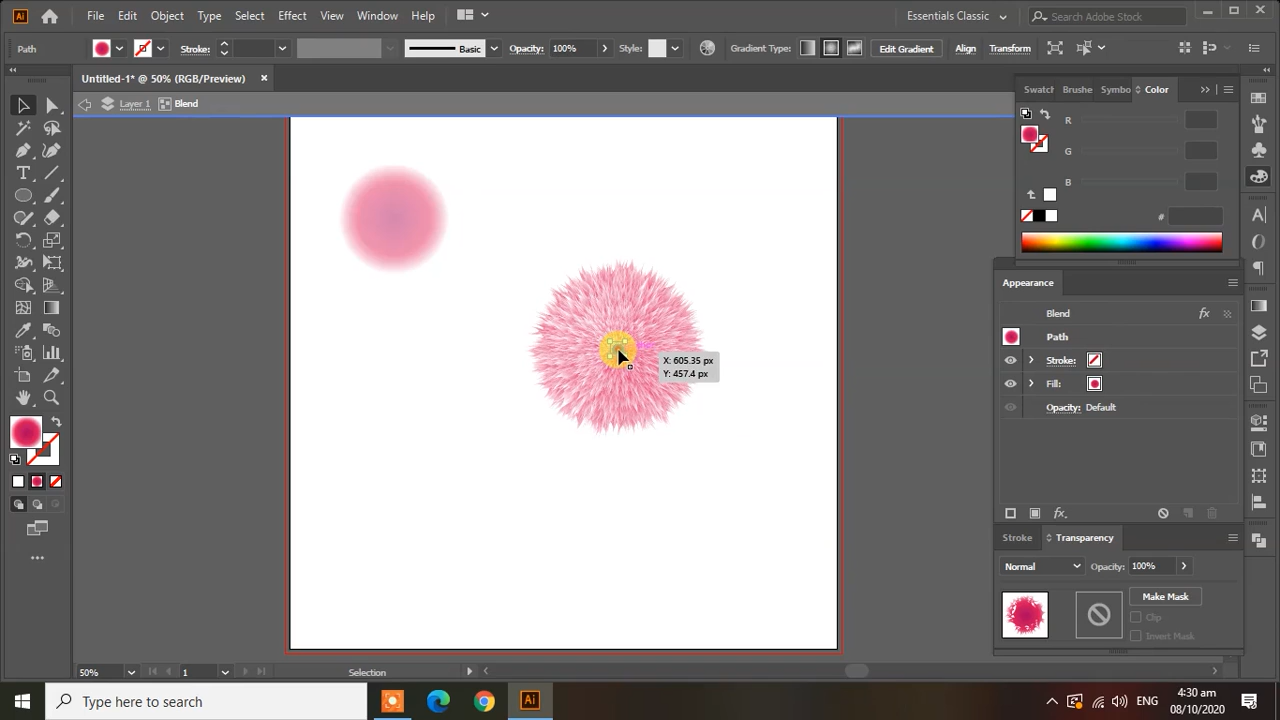 Ai File Edit Object Type Select Effect View Window Help Essentials Classic Search Adobe Stock
Path Stroke: Basic Opacity: 100% Style: Gradient Type: Edit Gradient Align Transform
Untitled-1* @ 50% (RGB/Preview)
Layer 1 Blend
Swatch Brushe Symbo Color
R
G
B
#
X: 605.35 px
Y: 457.4 px
Appearance
Blend
Path
Stroke:
Fill:
Opacity: Default
fx
Stroke Transparency
Normal Opacity: 100%
Make Mask
Clip
Invert Mask
50% 1 Selection
Type here to search Ai ENG 4:30 am
08/10/2020